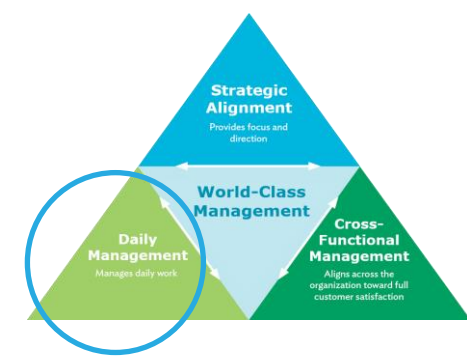 Strategic
Alignment
Provides focus and
direction
World-Class
Management
Daily
Management
Manages daily work
Cross-
Functional
Management
Aligns across the
organization toward full
customer satisfaction